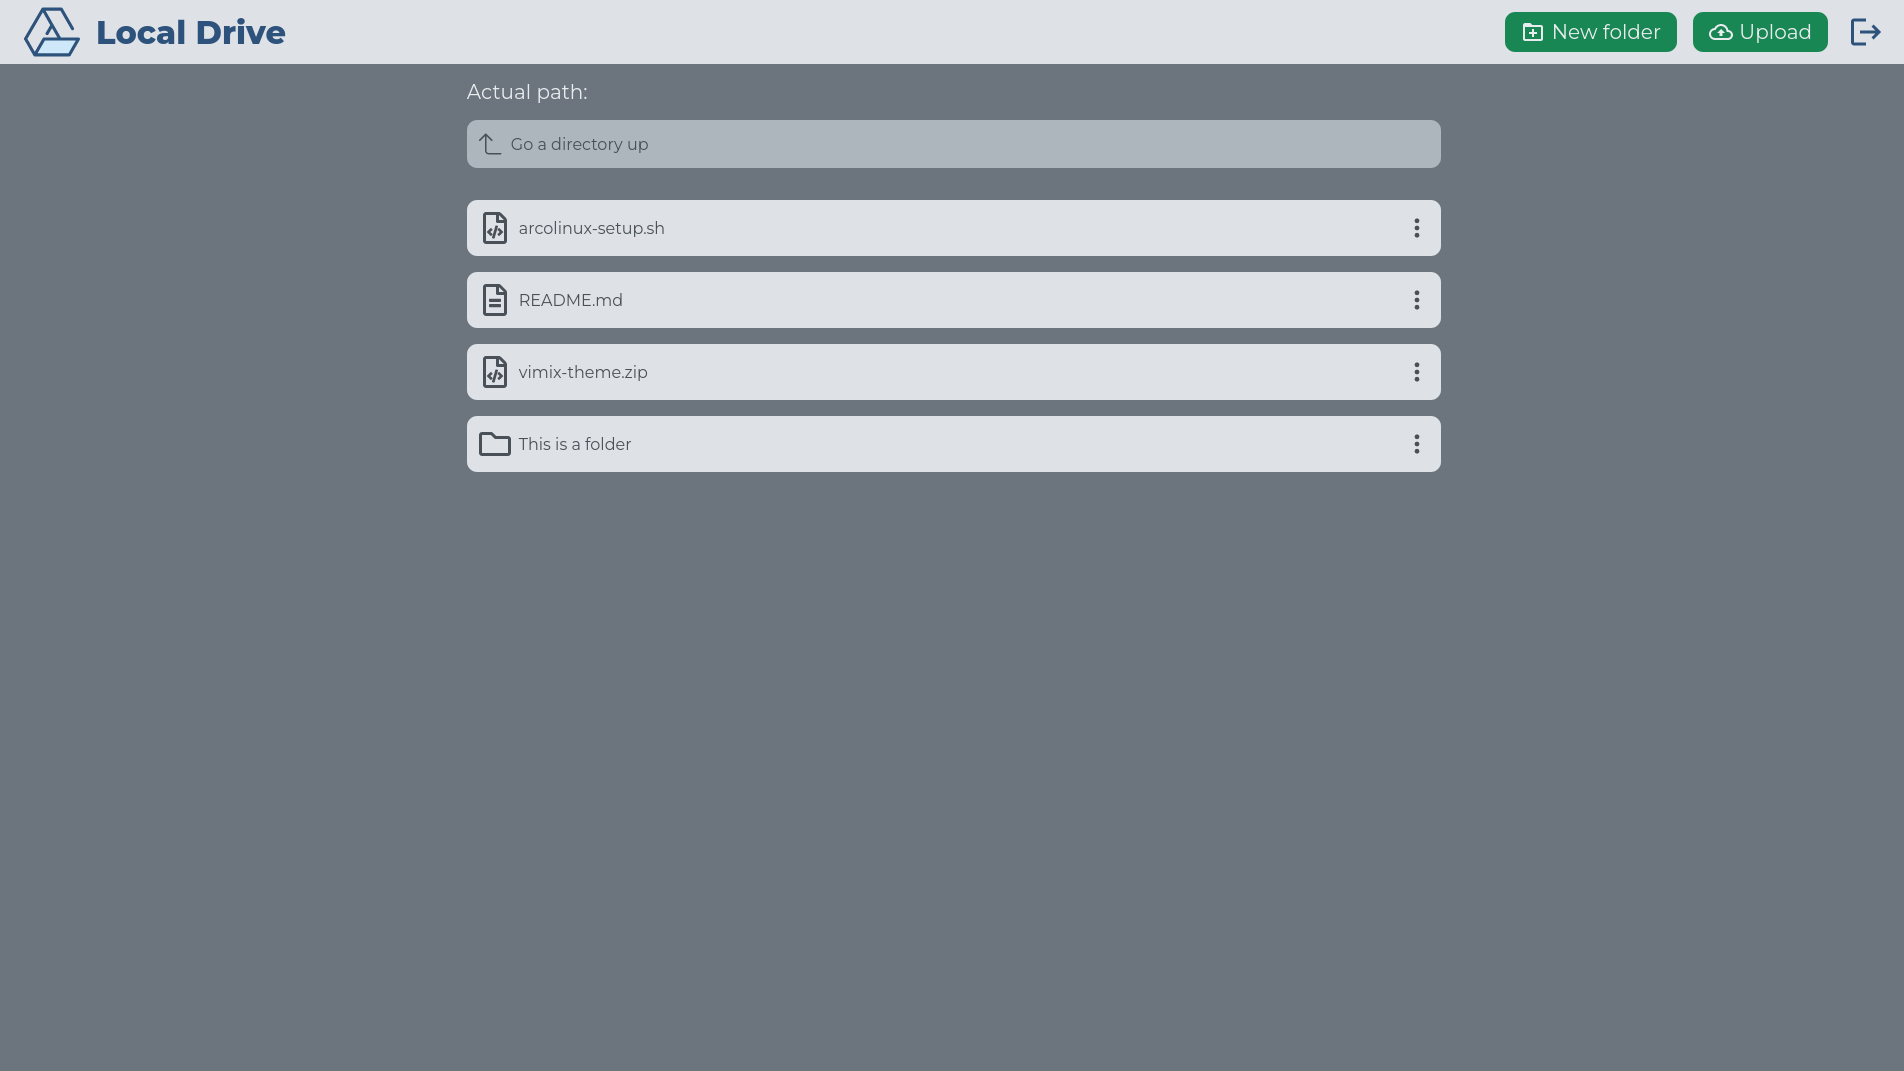 Local Drive
New folder
Upload
Actual path:
Go a directory up
arcolinux-setup.sh
README.md
vimix-theme.zip
This is a folder